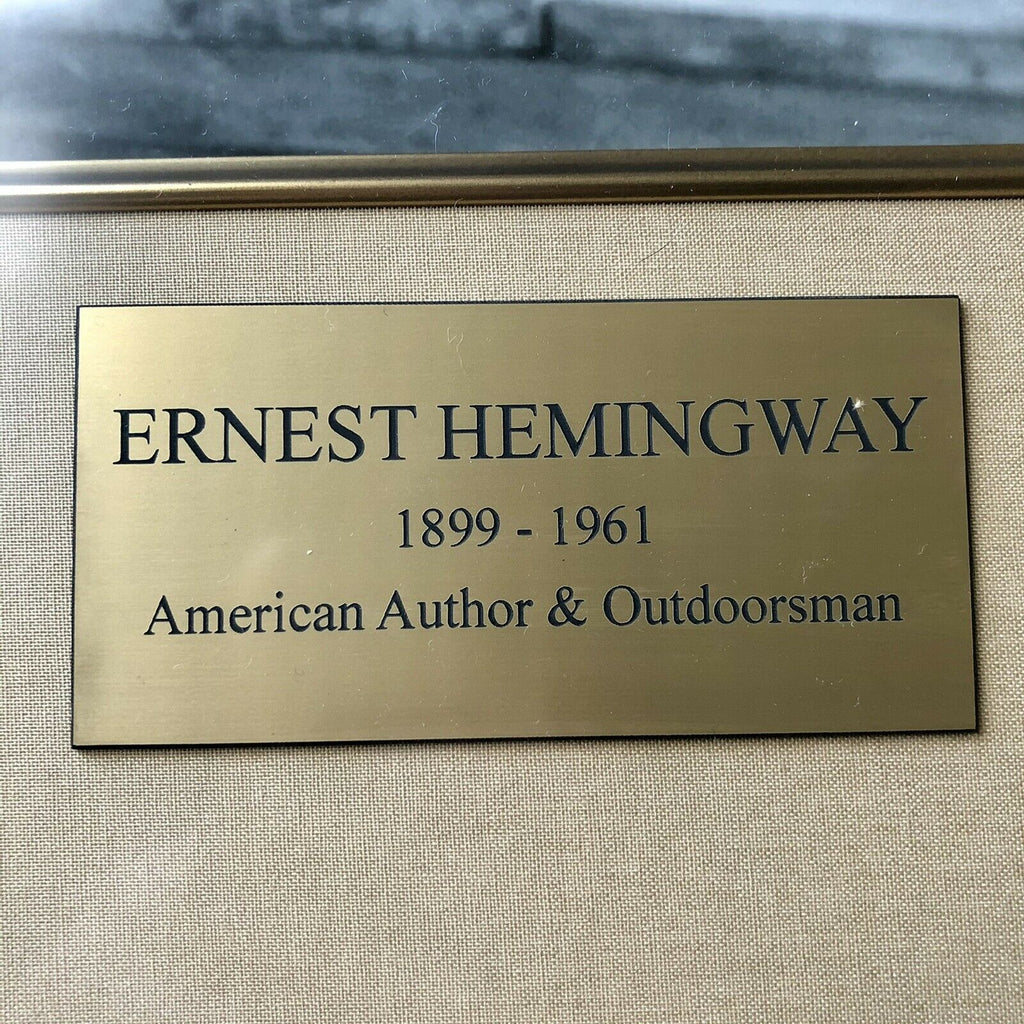 ERNEST HEMINGWAY
1899 - 1961
American Author & Outdoorsman